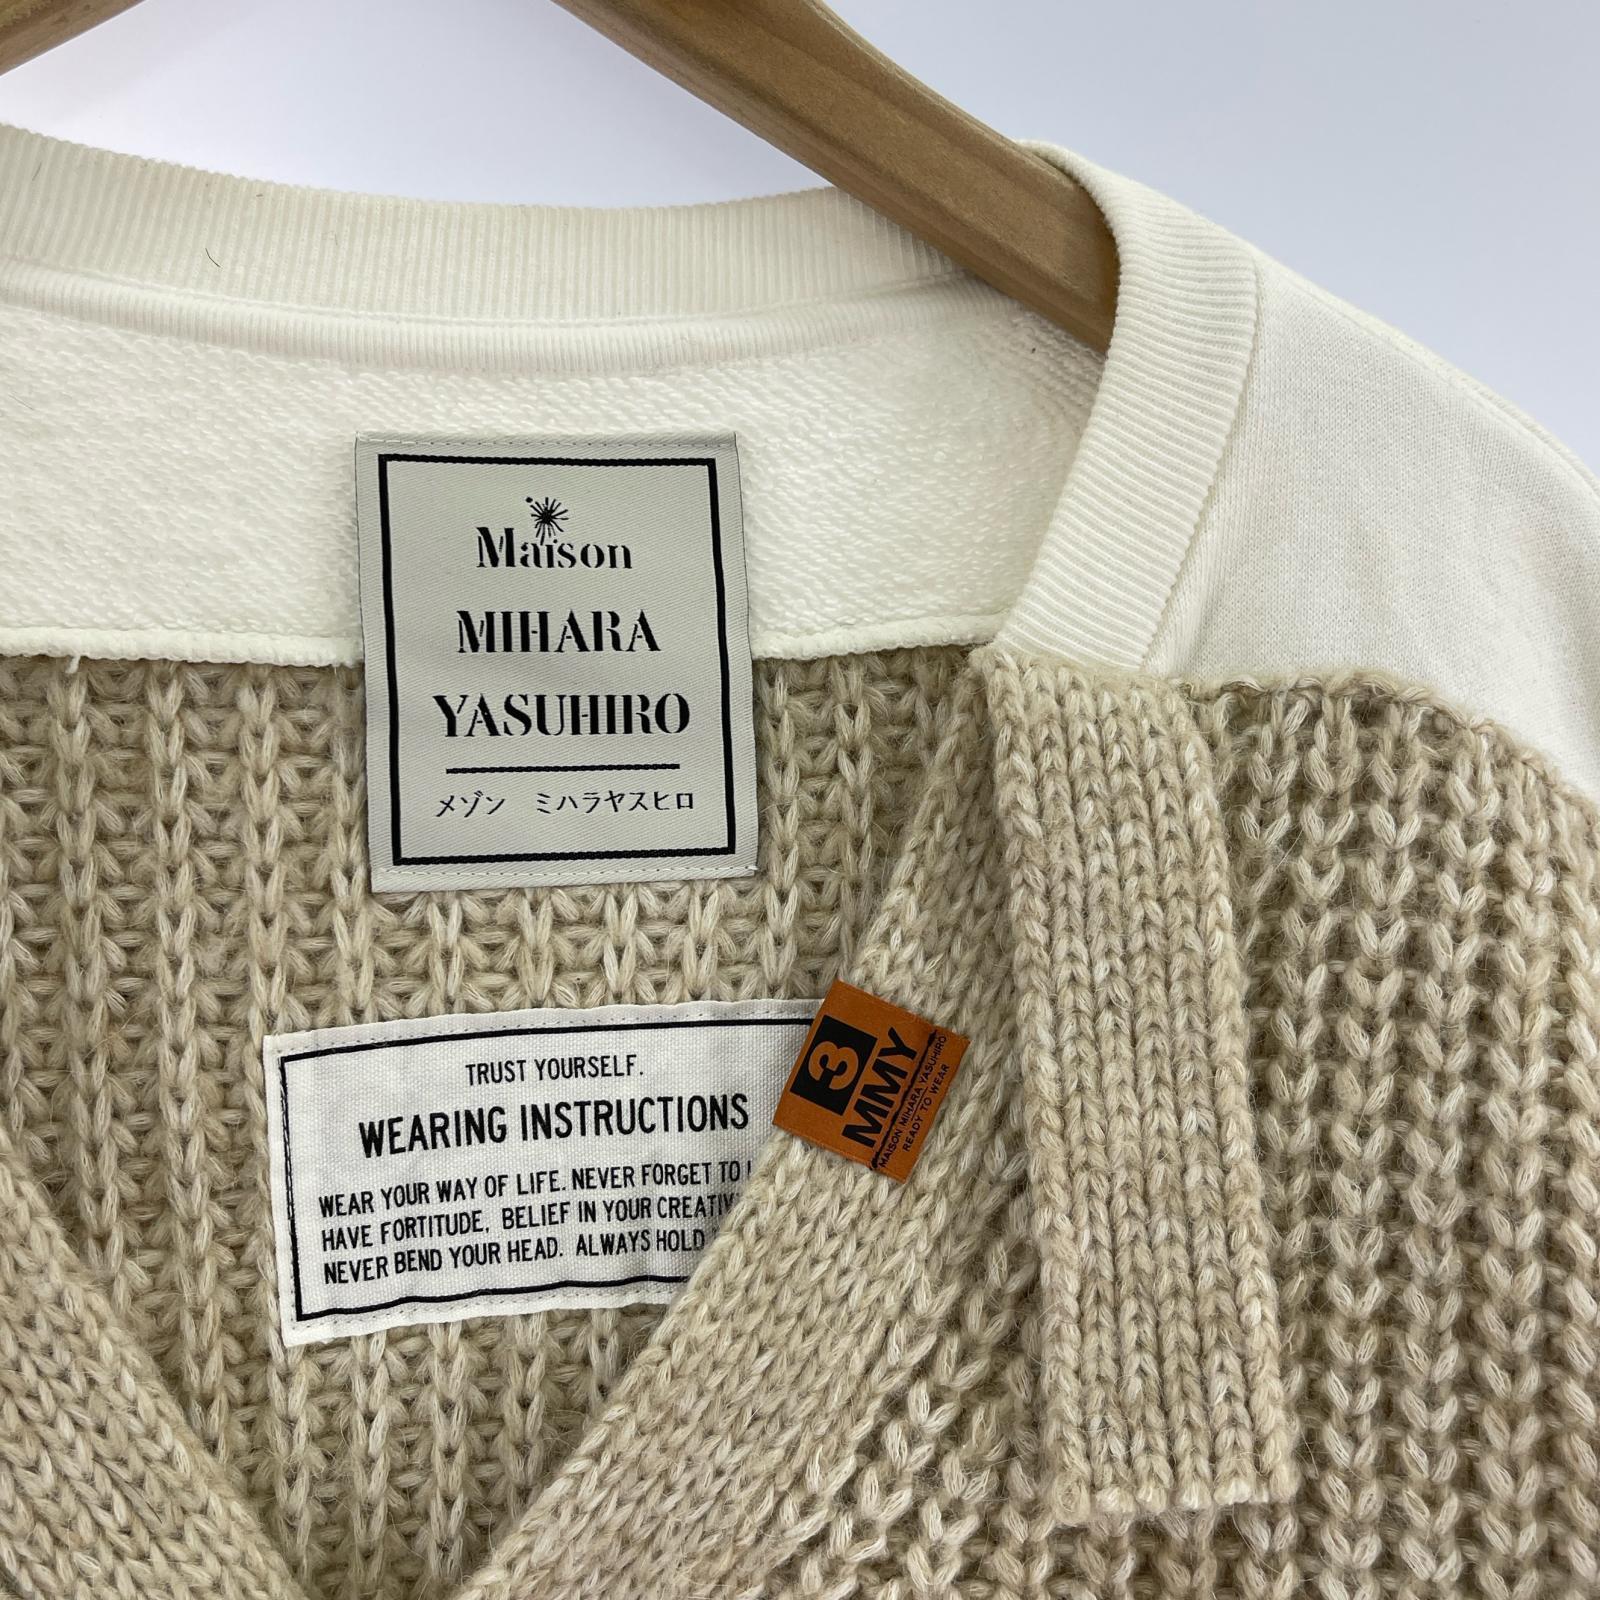 Maison
MIHARA
YASUHIRO
メゾン ミハラヤスヒロ
TRUST YOURSELF.
WEARING INSTRUCTIONS
WEAR YOUR WAY OF LIFE. NEVER FORGET TO
HAVE FORTITUDE, BELIEF IN YOUR
NEVER BEND YOUR HEAD. ALWAYS HOLD
3
MMY
MAISON MIHARA YASUHIRO
READY TO WEAR